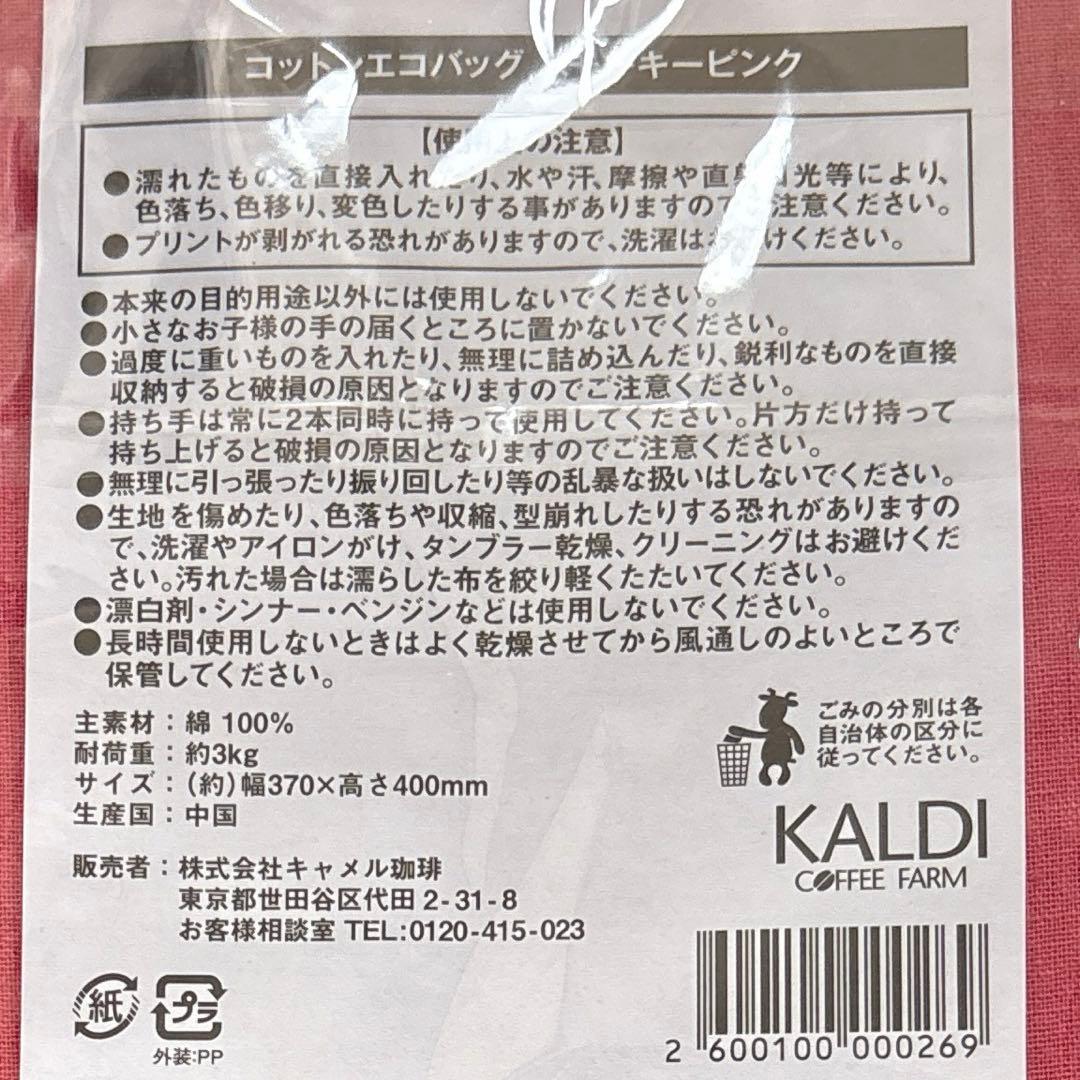 コットンエコバッグ キーピンク
【使用上の注意】
●濡れたものを直接入れたり、水や汗、摩擦や直射日光等により、
色落ち、色移り、変色したりする事がありますのでご注意ください。
●プリントが剥がれる恐れがありますので、洗濯はお避けください。
●本来の目的用途以外には使用しないでください。
●小さなお子様の手の届くところに置かないでください。
●過度に重いものを入れたり、無理に詰め込んだり、鋭利なものを直接
収納すると破損の原因となりますのでご注意ください。
●持ち手は常に2本同時に持って使用してください。片方だけ持って
持ち上げると破損の原因となりますのでご注意ください。
●無理に引っ張ったり振り回したり等の乱暴な扱いはしないでください。
●生地を傷めたり、色落ちや収縮、型崩れしたりする恐れがありますの
で、洗濯やアイロンがけ、タンブラー乾燥、クリーニングはお避けくだ
さい。汚れた場合は濡らした布を絞り軽くたたいてください。
●漂白剤・シンナー・ベンジンなどは使用しないでください。
●長時間使用しないときはよく乾燥させてから風通しのよいところで
保管してください。
主素材：綿 100%
耐荷重：約3kg
サイズ：（約）幅370×高さ400mm
生産国：中国
ごみの分別は各
自治体の区分に
従ってください。
KALDI
COFFEE FARM
販売者：株式会社キャメル珈琲
東京都世田谷区代田 2-31-8
お客様相談室 TEL:0120-415-023
紙
プラ
外装:PP
2 600100 000269